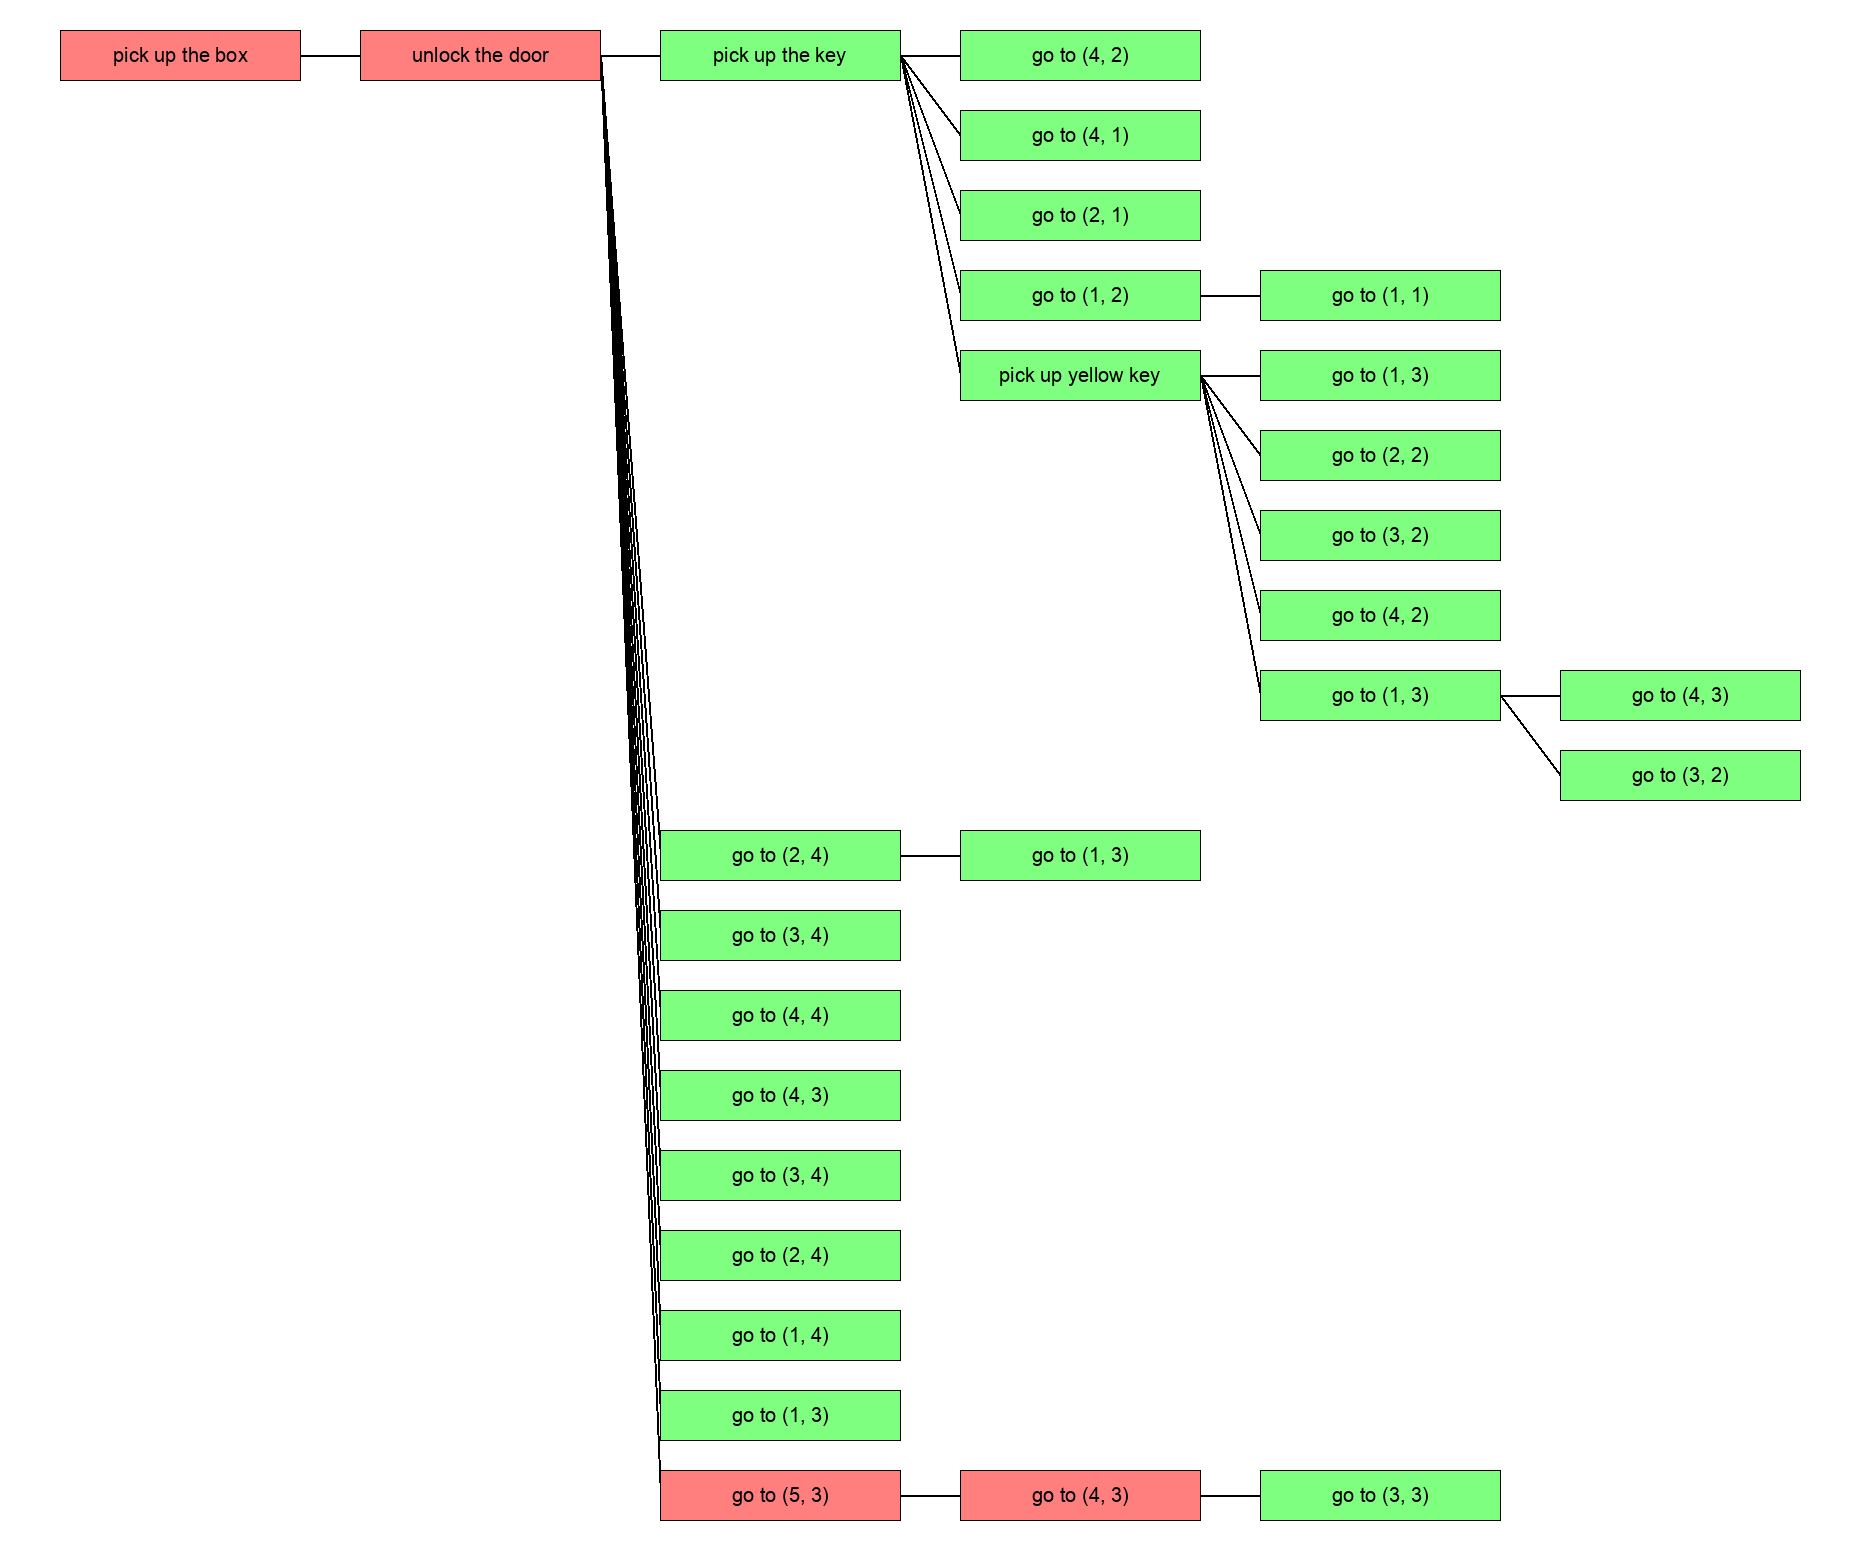 pick up the box
unlock the door
pick up the key
go to (4, 2)
go to (4, 1)
go to (2, 1)
go to (1, 2)
go to (1, 1)
pick up yellow key
go to (1, 3)
go to (2, 2)
go to (3, 2)
go to (4, 2)
go to (1, 3)
go to (4, 3)
go to (3, 2)
go to (2, 4)
go to (1, 3)
go to (3, 4)
go to (4, 4)
go to (4, 3)
go to (3, 4)
go to (2, 4)
go to (1, 4)
go to (1, 3)
go to (5, 3)
go to (4, 3)
go to (3, 3)